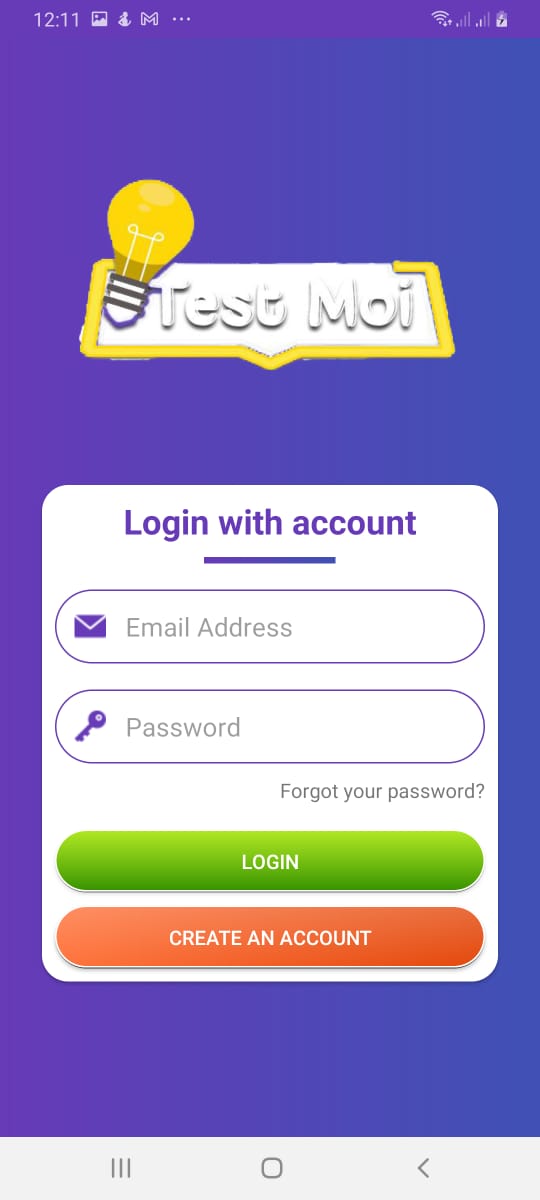 12:11
Test Moi
Login with account
Email Address
Password
Forgot your password?
LOGIN
CREATE AN ACCOUNT